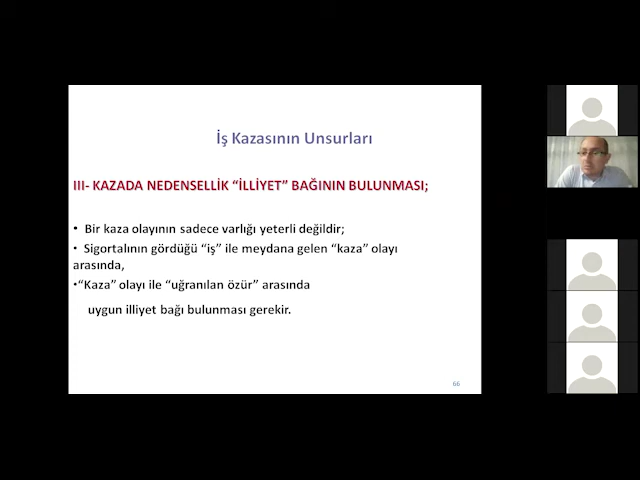 İş Kazasının Unsurları
III- KAZADA NEDENSELLİK “İLLİYET” BAĞININ BULUNMASI;
• Bir kaza olayının sadece varlığı yeterli değildir;
• Sigortalının gördüğü “iş” ile meydana gelen “kaza” olayı
arasında,
•“Kaza” olayı ile “uğranılan özür” arasında
uygun illiyet bağı bulunması gerekir.
66